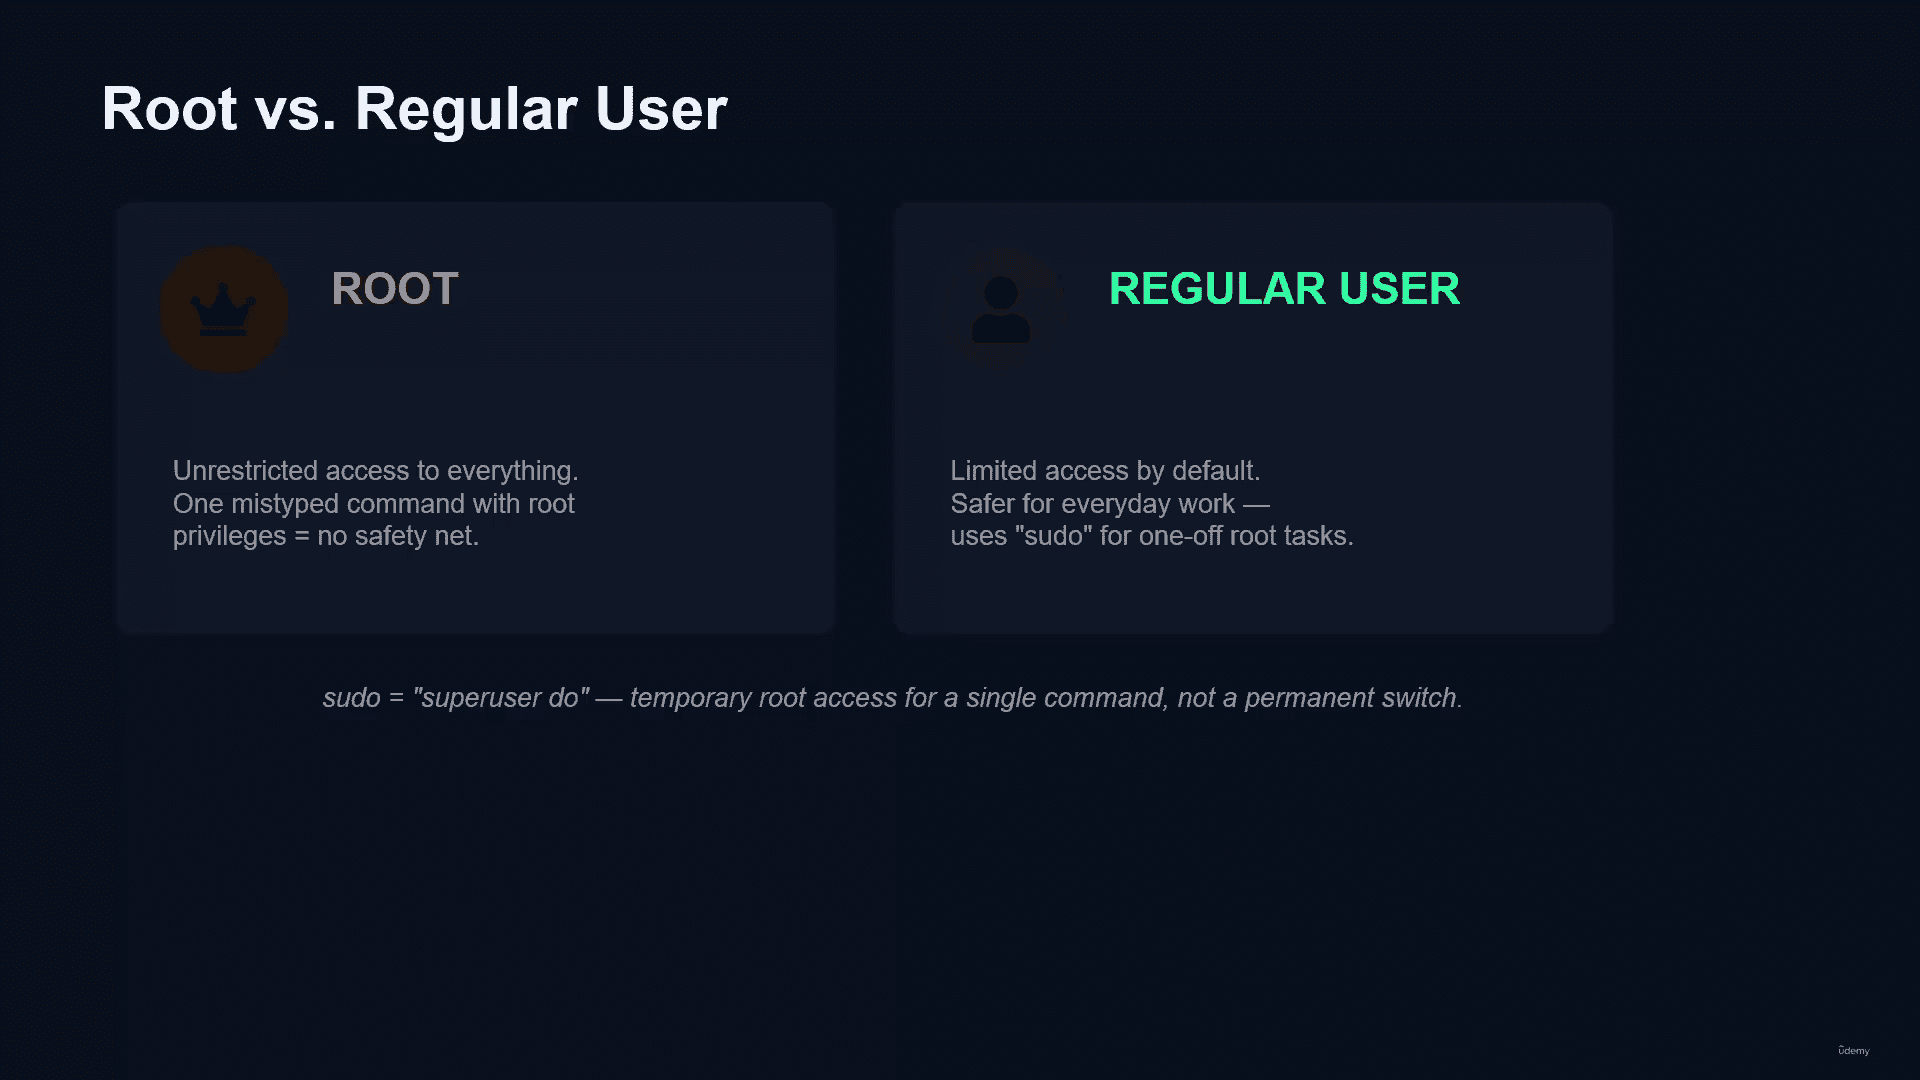 Root vs. Regular User
ROOT
Unrestricted access to everything.
One mistyped command with root
privileges = no safety net.
REGULAR USER
Limited access by default.
Safer for everyday work —
uses "sudo" for one-off root tasks.
sudo = "superuser do" — temporary root access for a single command, not a permanent switch.
ûdemy